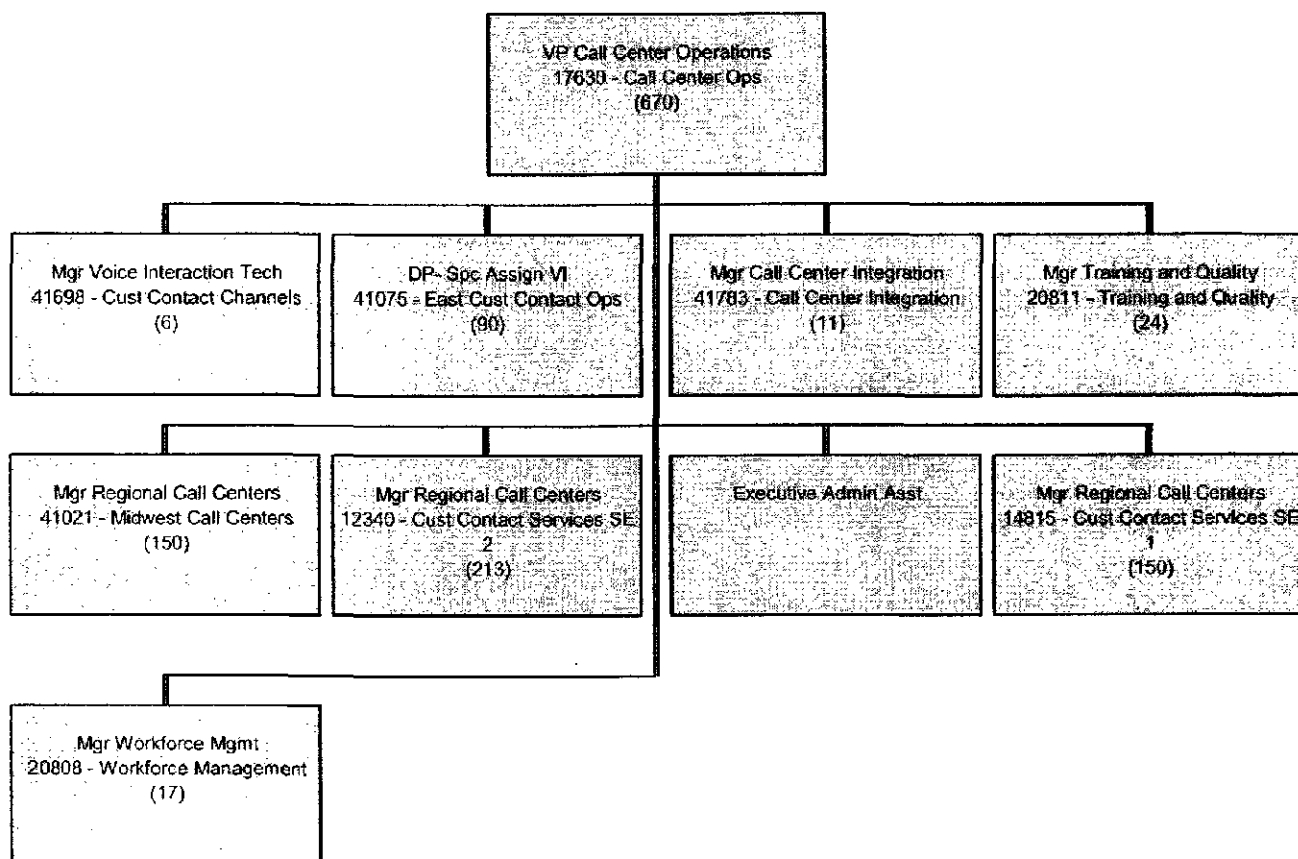 VP Call Center Operations
17630 - Call Center Ops
(670)
Mgr Voice Interaction Tech
41698 - Cust Contact Channels
(6)
DP- Spc Assign VI
41075 - East Cust Contact Ops
(90)
Mgr Call Center Integration
41783 - Call Center Integration
(11)
Mgr Training and Quality
20811 - Training and Quality
(24)
Mgr Regional Call Centers
41021 - Midwest Call Centers
(150)
Mgr Regional Call Centers
12340 - Cust Contact Services SE
2
(213)
Executive Admin Asst
Mgr Regional Call Centers
14815 - Cust Contact Services SE
1
(150)
Mgr Workforce Mgmt
20808 - Workforce Management
(17)